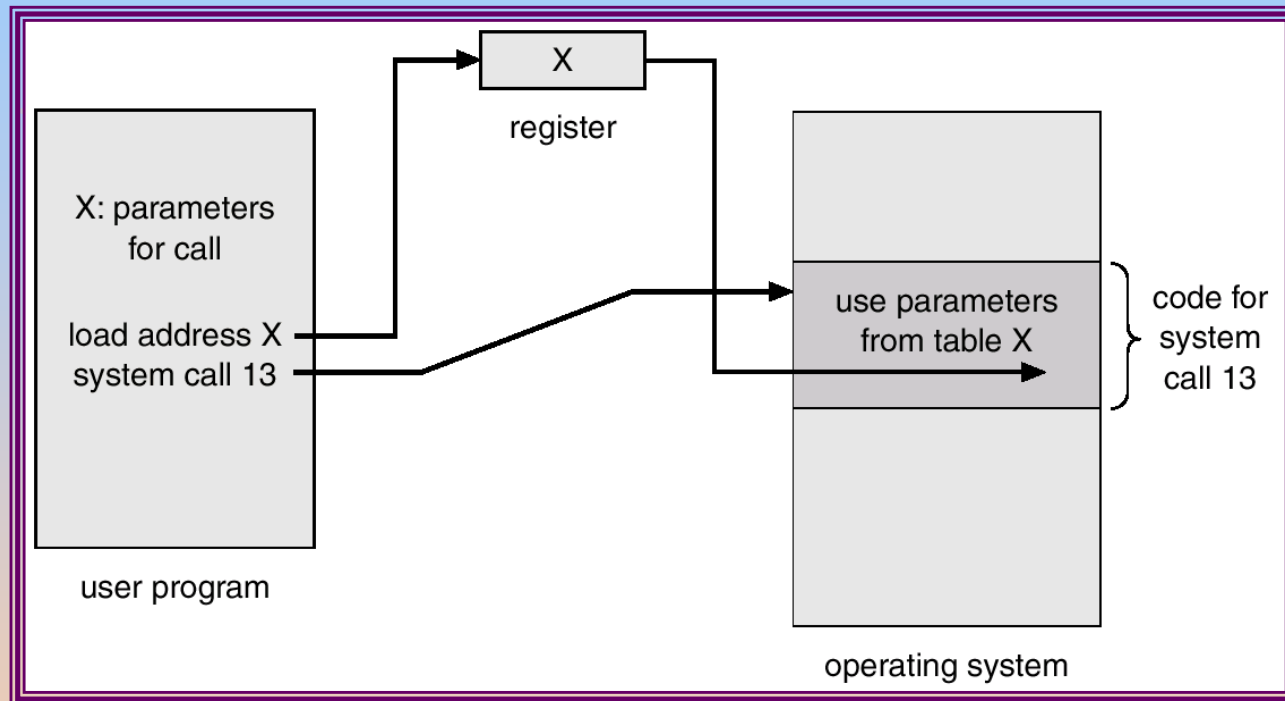 X
register
X: parameters
for call
load address X
system call 13
user program
use parameters
from table X
code for
system
call 13
operating system